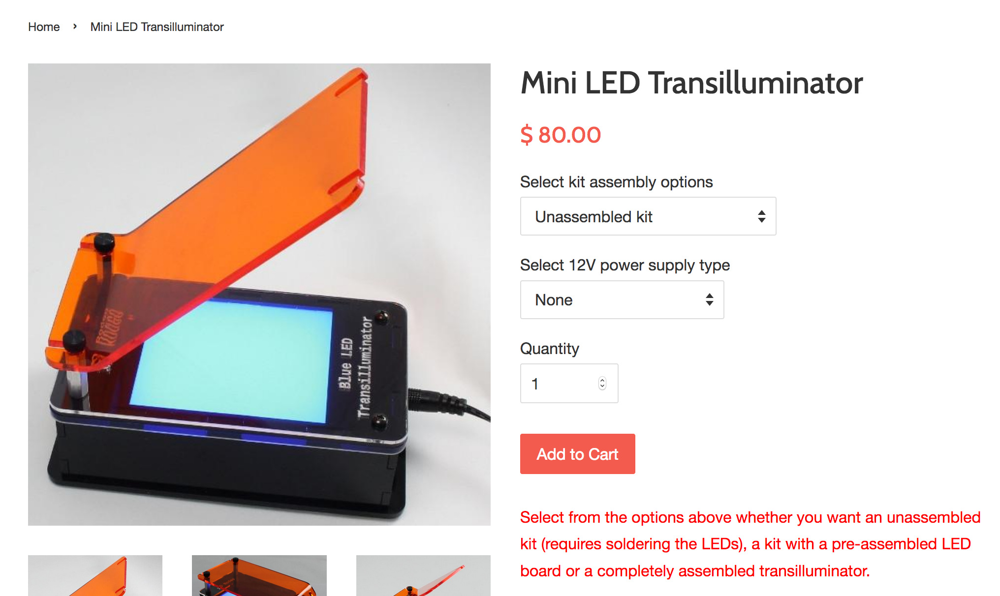 Home › Mini LED Transilluminator
Blue LED
Transilluminator
Mini LED Transilluminator
$ 80.00
Select kit assembly options
Unassembled kit
Select 12V power supply type
None
Quantity
1
Add to Cart
Select from the options above whether you want an unassembled
kit (requires soldering the LEDs), a kit with a pre-assembled LED
board or a completely assembled transilluminator.